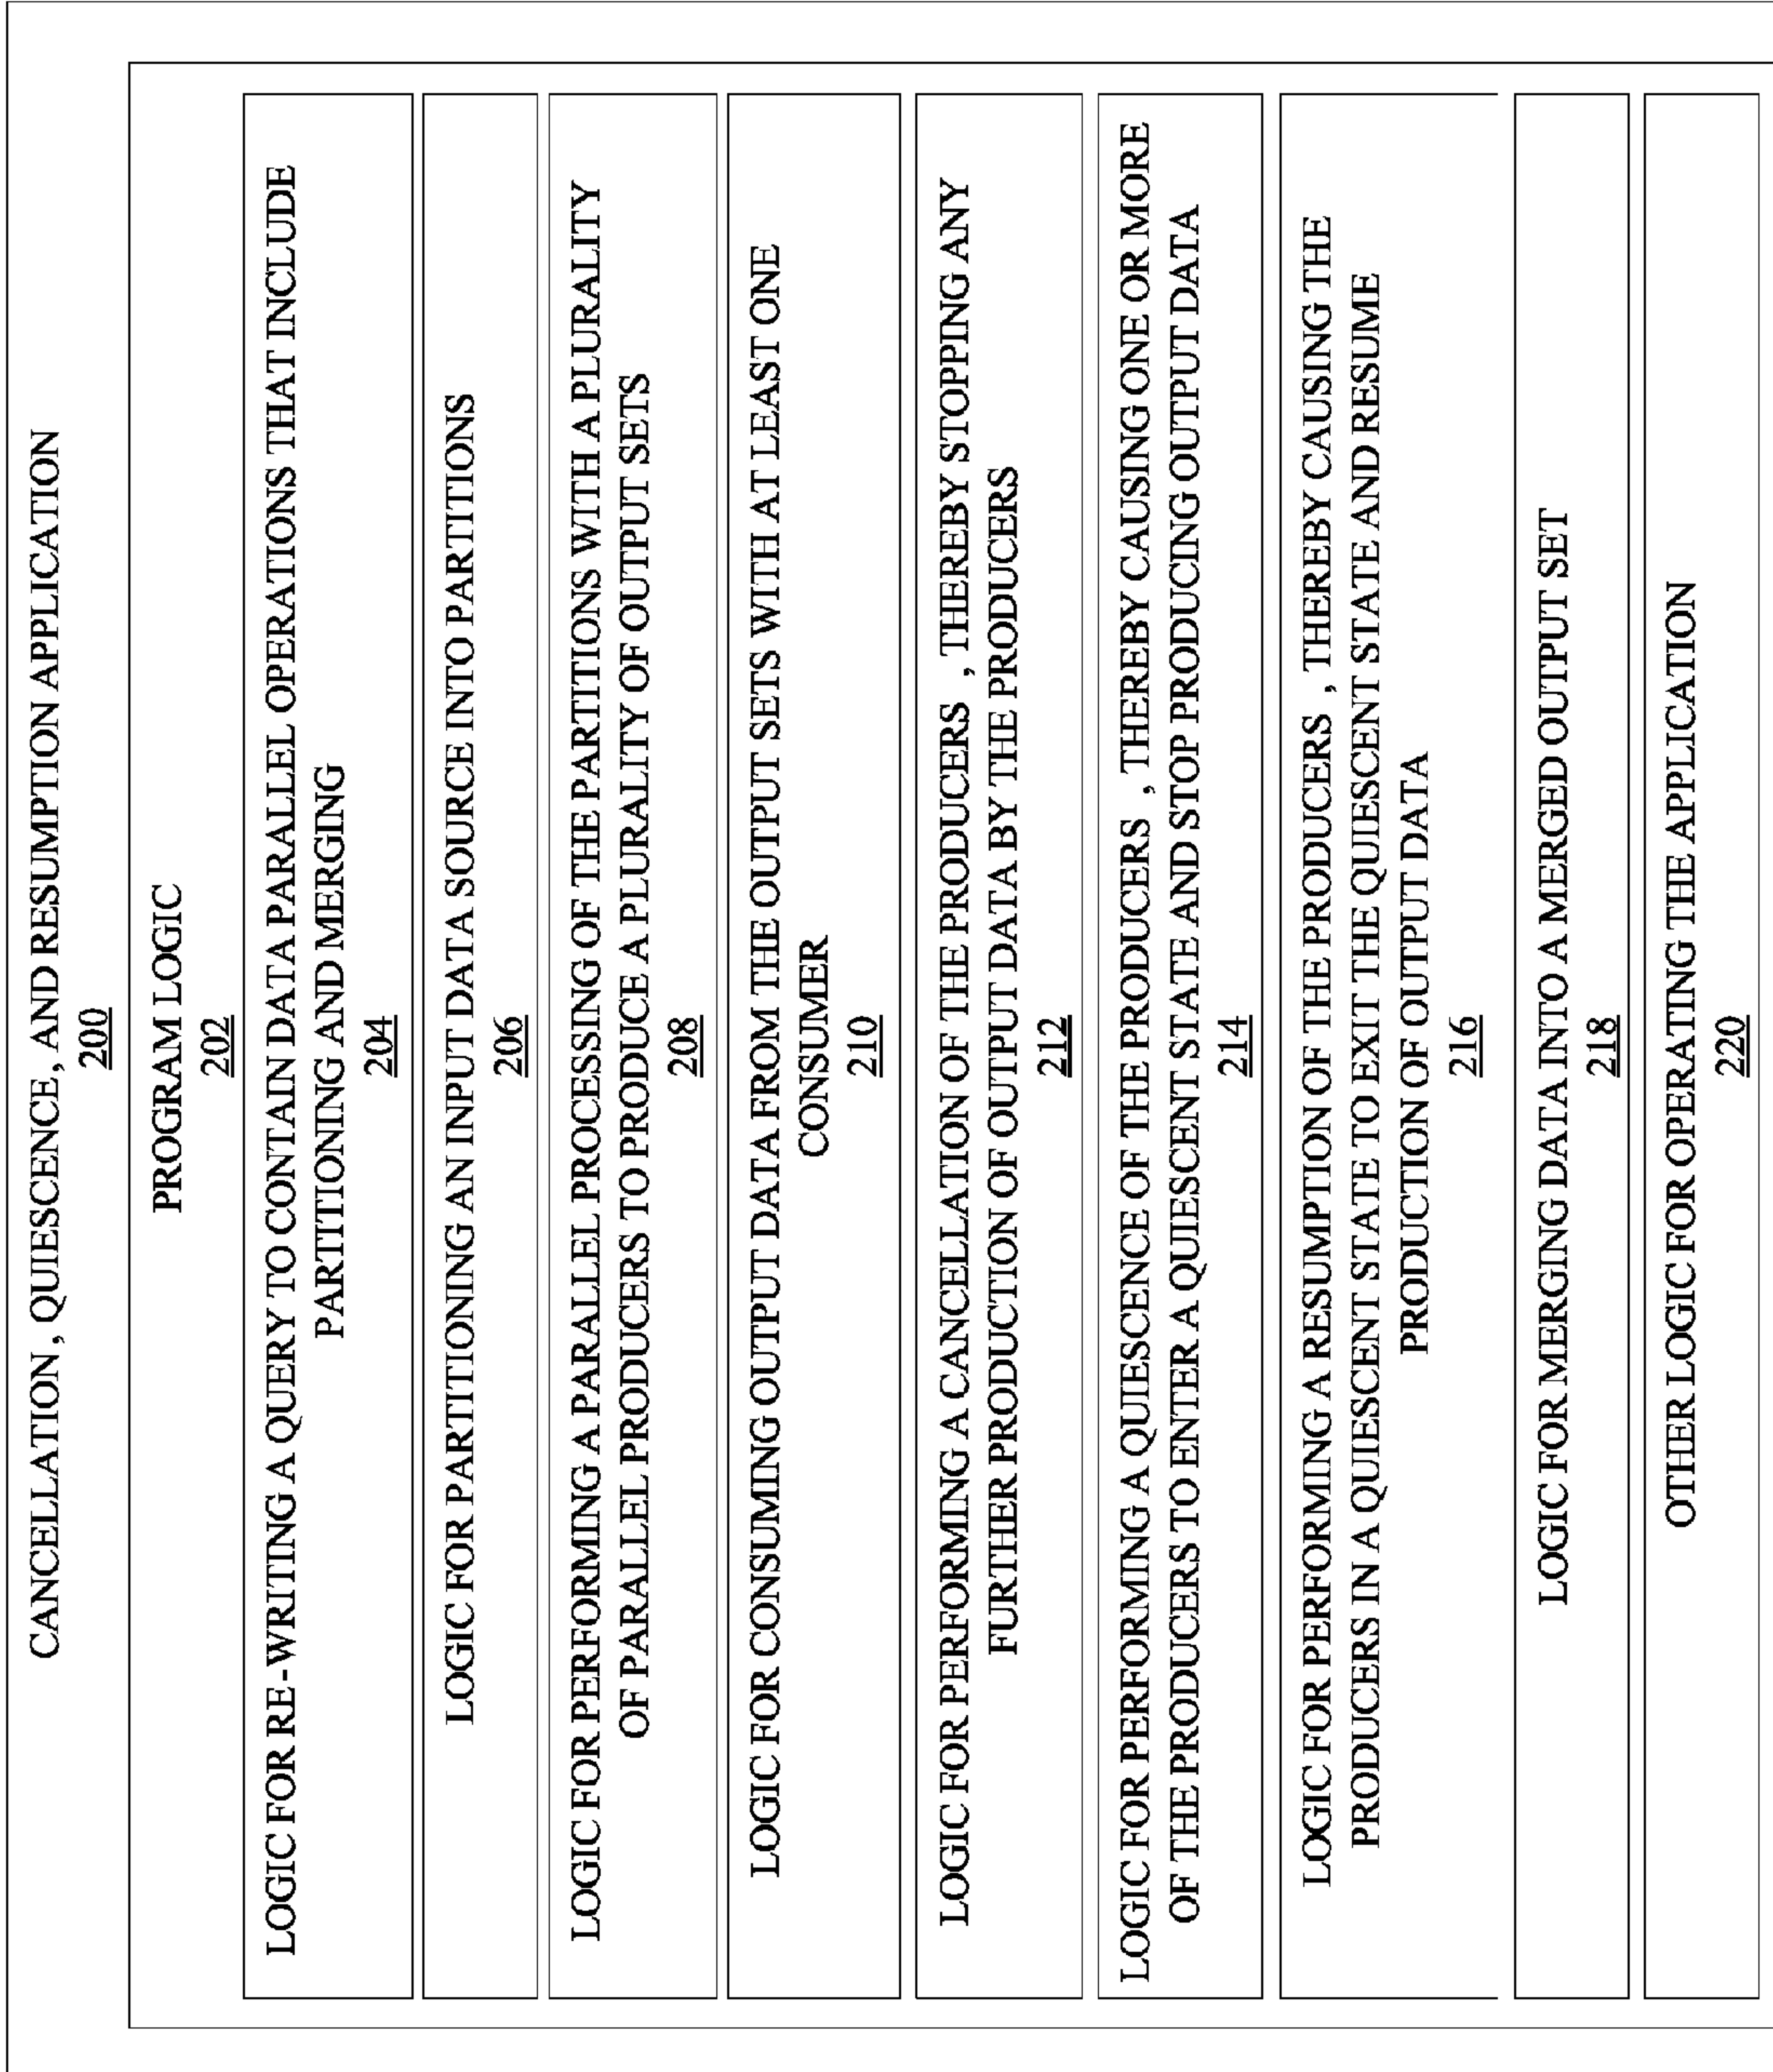 CANCELLATION, QUIESCENCE, AND RESUMPTION APPLICATION
200
PROGRAM LOGIC
202
LOGIC FOR RE-WRITING A QUERY TO CONTAIN DATA PARALLEL OPERATIONS THAT INCLUDE
PARTITIONING AND MERGING
204
LOGIC FOR PARTITIONING AN INPUT DATA SOURCE INTO PARTITIONS
206
LOGIC FOR PERFORMING A PARALLEL PROCESSING OF THE PARTITIONS WITH A PLURALITY
OF PARALLEL PRODUCERS TO PRODUCE A PLURALITY OF OUTPUT SETS
208
LOGIC FOR CONSUMING OUTPUT DATA FROM THE OUTPUT SETS WITH AT LEAST ONE
CONSUMER
210
LOGIC FOR PERFORMING A CANCELLATION OF THE PRODUCERS , THEREBY STOPPING ANY
FURTHER PRODUCTION OF OUTPUT DATA BY THE PRODUCERS
212
LOGIC FOR PERFORMING A QUIESCENCE OF THE PRODUCERS , THEREBY CAUSING ONE OR MORE
OF THE PRODUCERS TO ENTER A QUIESCENT STATE AND STOP PRODUCING OUTPUT DATA
214
LOGIC FOR PERFORMING A RESUMPTION OF THE PRODUCERS , THEREBY CAUSING THE
PRODUCERS IN A QUIESCENT STATE TO EXIT THE QUIESCENT STATE AND RESUME
PRODUCTION OF OUTPUT DATA
216
LOGIC FOR MERGING DATA INTO A MERGED OUTPUT SET
218
OTHER LOGIC FOR OPERATING THE APPLICATION
220